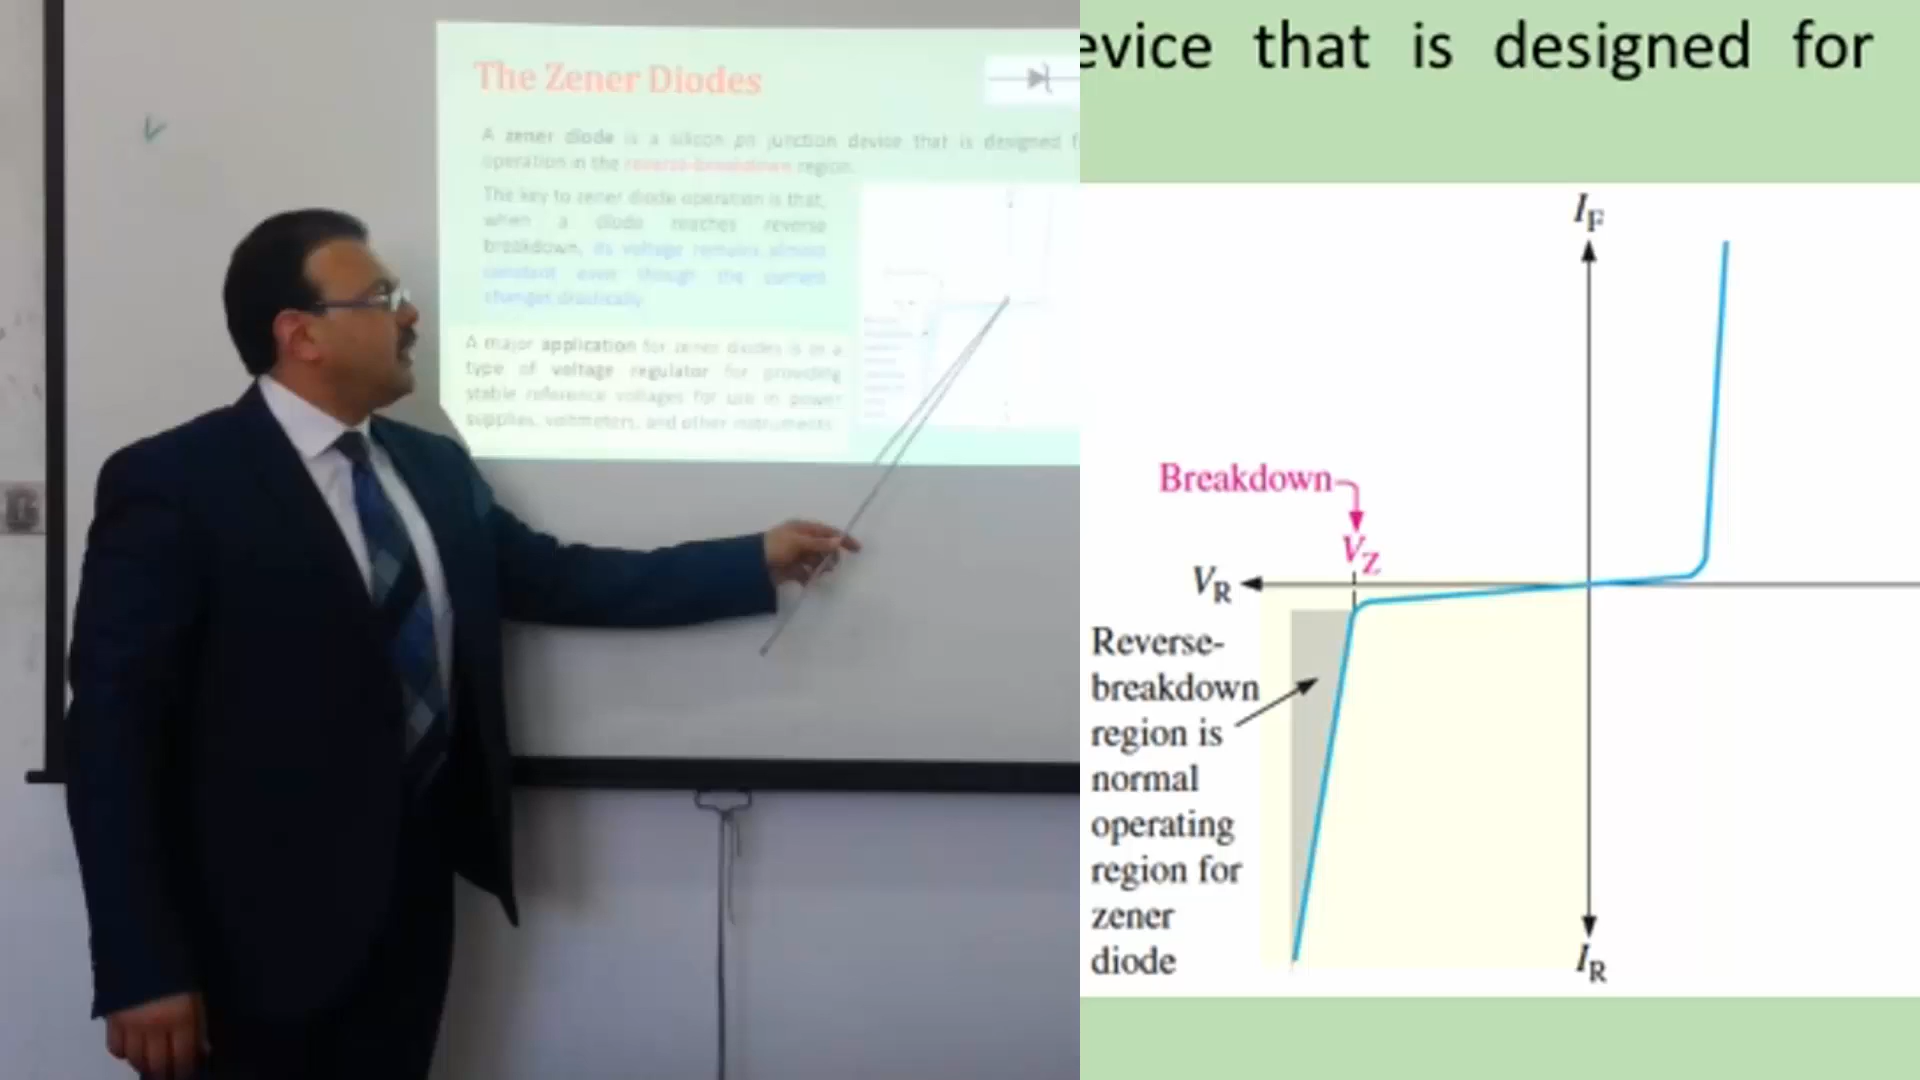 The Zener Diodes
A zener diode is a silicon pn junction device that is designed f
operation in the reverse-breakdown region.
The key to zener diode operation is that,
when a diode reaches reverse
breakdown, its voltage remains almost
constant even though the current
changes drastically
A major application for zener diodes is in a
type of voltage regulator for providing
stable reference voltages for use in power
supplies, voltmeters, and other instruments
evice that is designed for
IF
Breakdown
VZ
VR
Reverse-
breakdown
region is
normal
operating
region for
zener
diode
IR